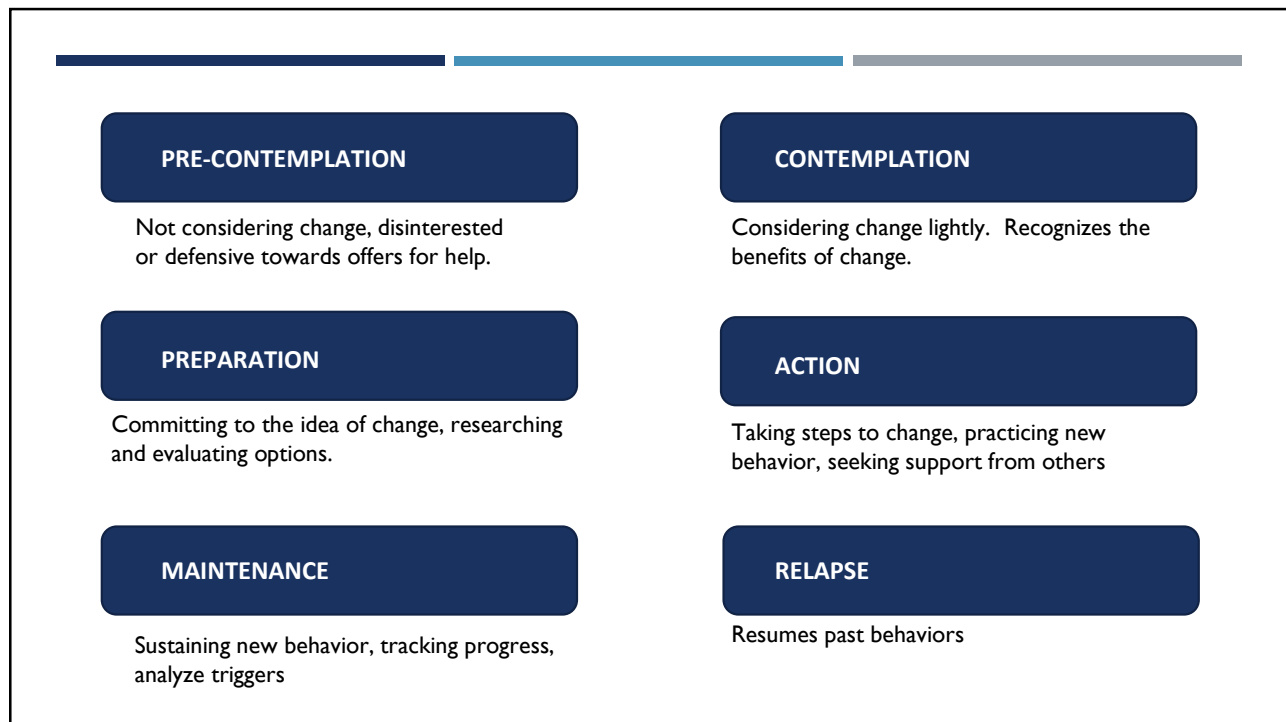 PRE-CONTEMPLATION
Not considering change, disinterested
or defensive towards offers for help.
CONTEMPLATION
Considering change lightly.  Recognizes the
benefits of change.
PREPARATION
Committing to the idea of change, researching
and evaluating options.
ACTION
Taking steps to change, practicing new
behavior, seeking support from others
MAINTENANCE
Sustaining new behavior, tracking progress,
analyze triggers
RELAPSE
Resumes past behaviors